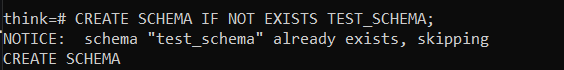 think=# CREATE SCHEMA IF NOT EXISTS TEST_SCHEMA;
NOTICE:  schema "test_schema" already exists, skipping
CREATE SCHEMA